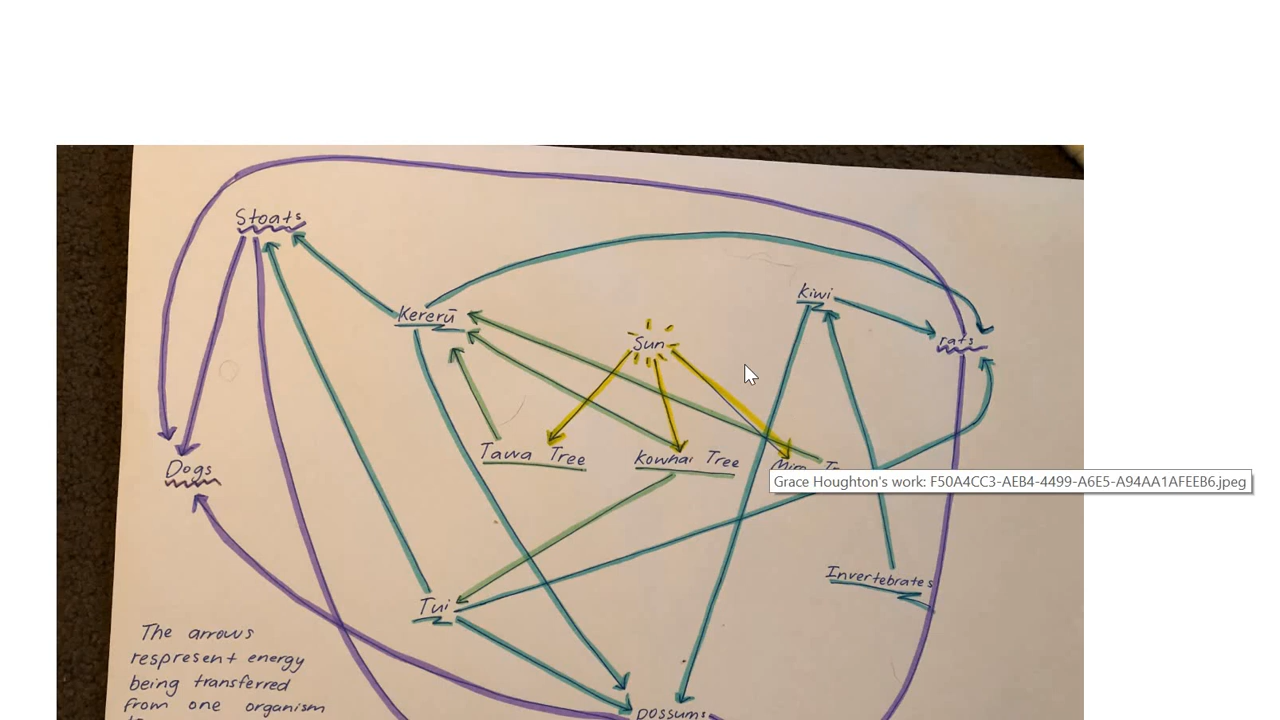 Stoats
Kererū
Kiwi
Sun
rats
Tawa Tree
Kowhai Tree
Dogs
Grace Houghton's work: F50A4CC3-AEB4-4499-A6E5-A94AA1AFEEB6.jpeg
Invertebrates
Tui
The arrows
respresent energy
being transferred
from one organism
possums